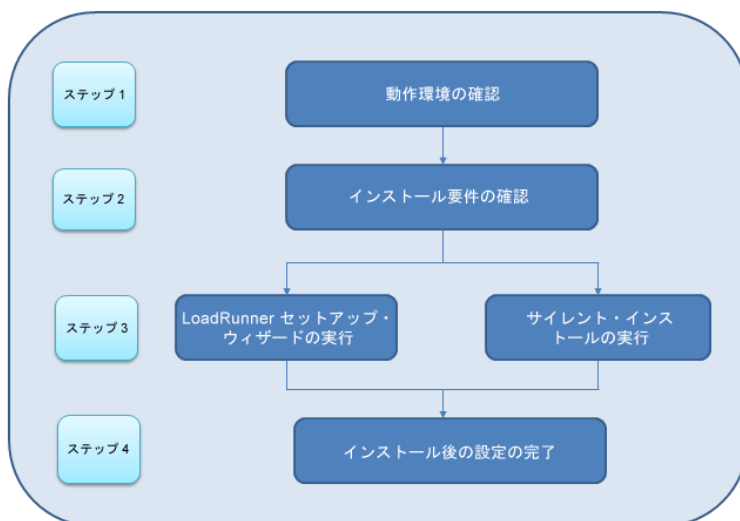 ステップ 1
動作環境の確認
ステップ 2
インストール要件の確認
ステップ 3
LoadRunner セットアップ・
ウィザードの実行
サイレント・インス
トールの実行
ステップ 4
インストール後の設定の完了